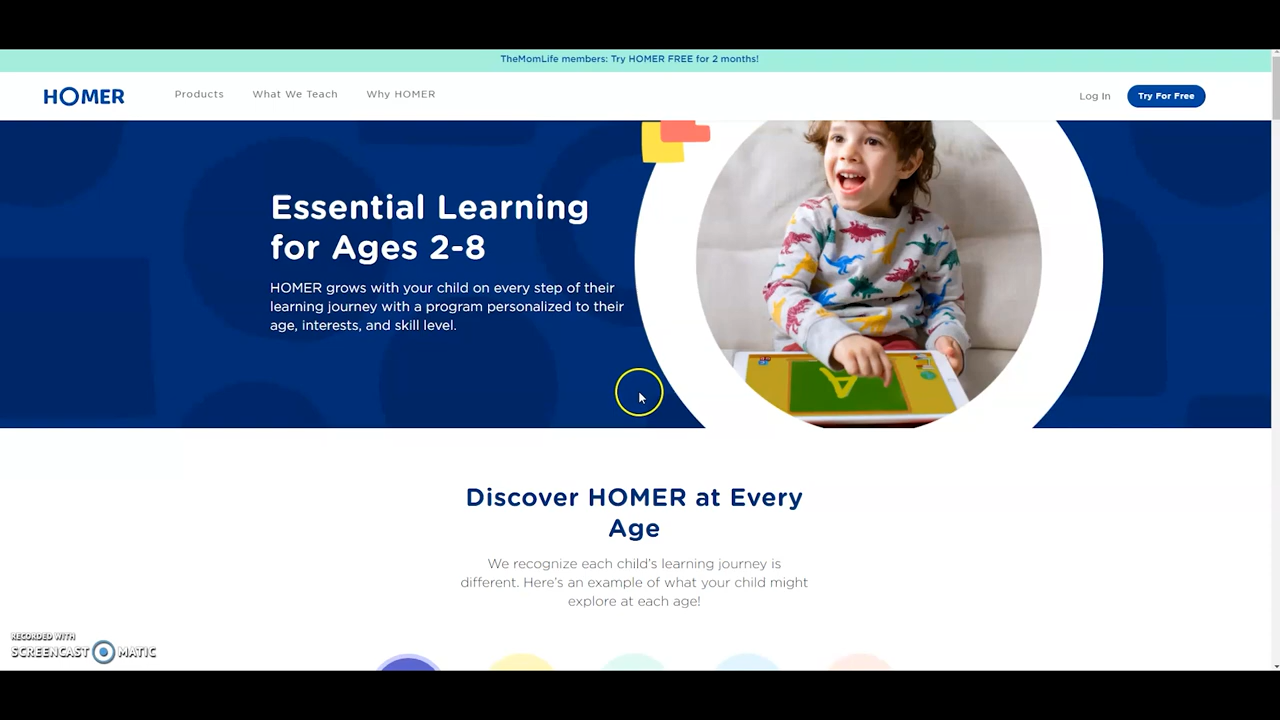 TheMomLife members: Try HOMER FREE for 2 months!
HOMER
Products
What We Teach
Why HOMER
Log In
Try For Free
Essential Learning
for Ages 2-8
HOMER grows with your child on every step of their
learning journey with a program personalized to their
age, interests, and skill level.
Discover HOMER at Every
Age
We recognize each child's learning journey is
different. Here's an example of what your child might
explore at each age!
RECORDED WITH
SCREENCAST MATIC